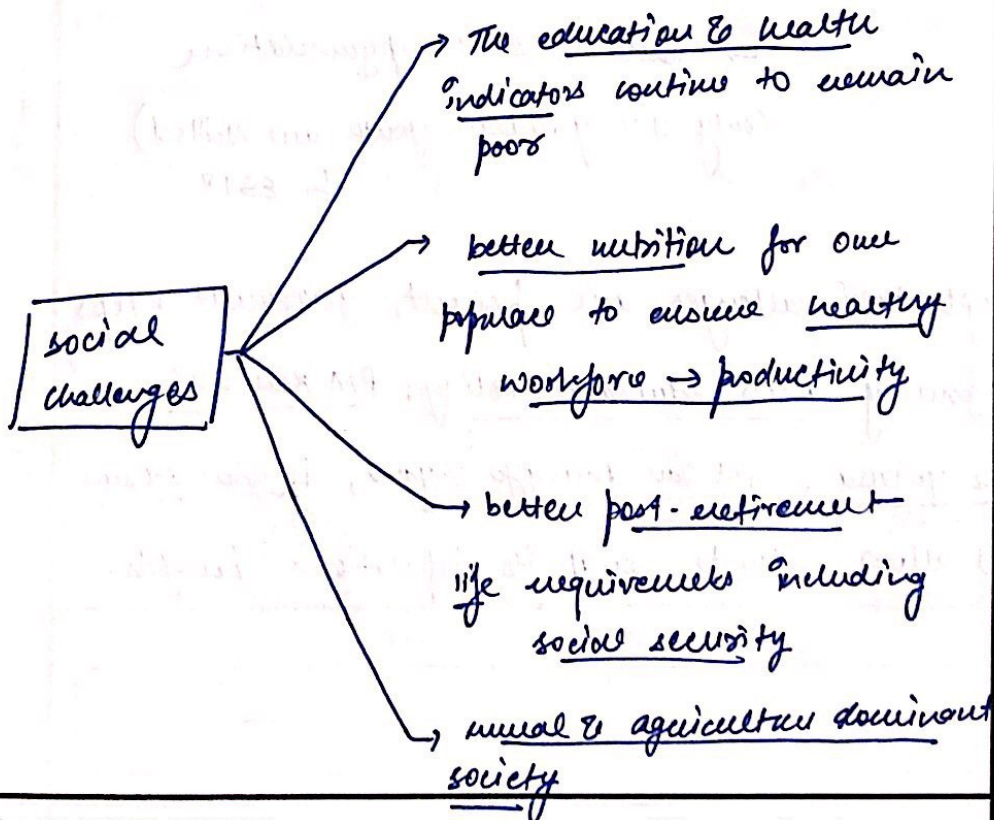 The education & health
indicators continue to remain
poor
better nutrition for our
populace to ensure healthy
workforce → productivity
social
challenges
better post-retirement
life requirements including
social security
rural & agriculture dominant
society